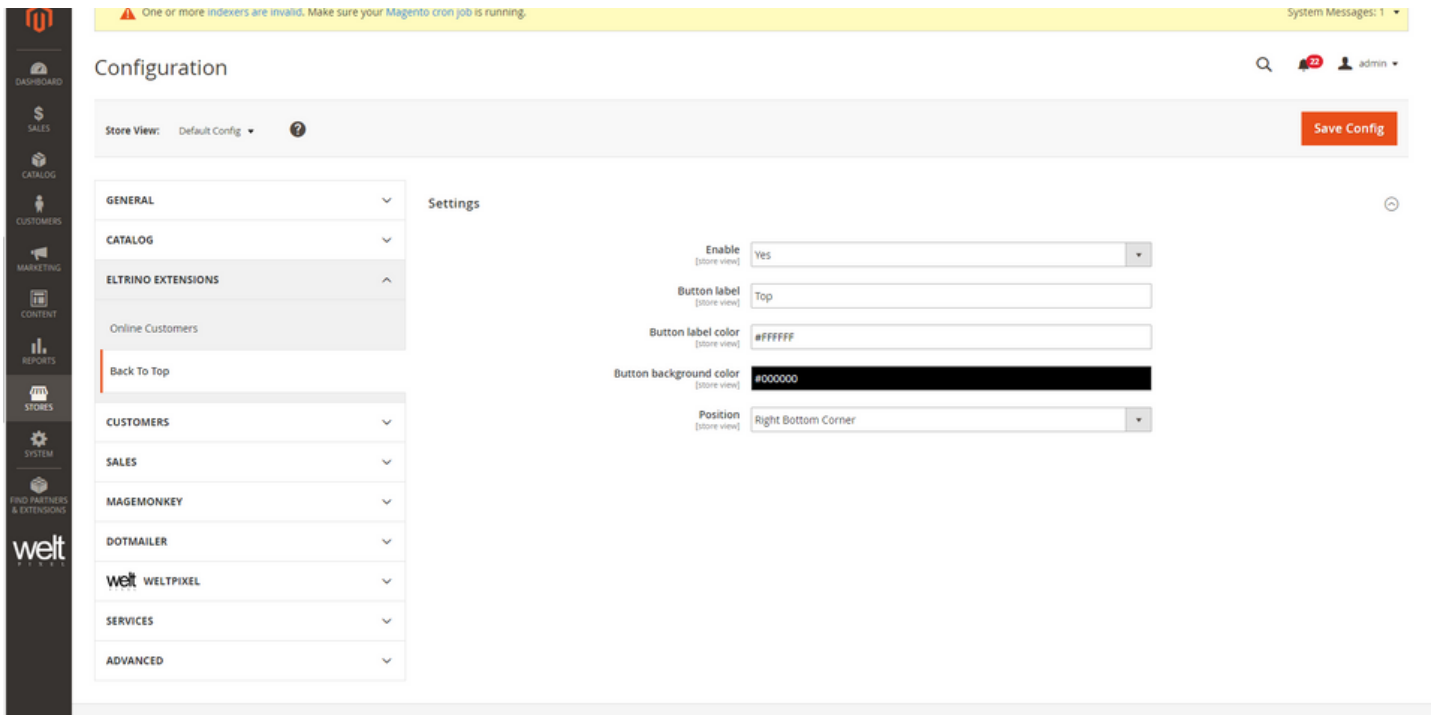 One or more indexers are invalid. Make sure your Magento cron job is running.
System Messages: 1
Configuration
22
admin
Store View: Default Config
?
Save Config
DASHBOARD
SALES
CATALOG
CUSTOMERS
MARKETING
CONTENT
REPORTS
STORES
SYSTEM
FIND PARTNERS
& EXTENSIONS
welt
PIXEL
GENERAL
CATALOG
ELTRINO EXTENSIONS
Online Customers
Back To Top
CUSTOMERS
SALES
MAGEMONKEY
DOTMAILER
welt WELTPIXEL
SERVICES
ADVANCED
Settings
Enable
[store view]
Yes
Button label
[store view]
Top
Button label color
[store view]
#FFFFFF
Button background color
[store view]
#000000
Position
[store view]
Right Bottom Corner